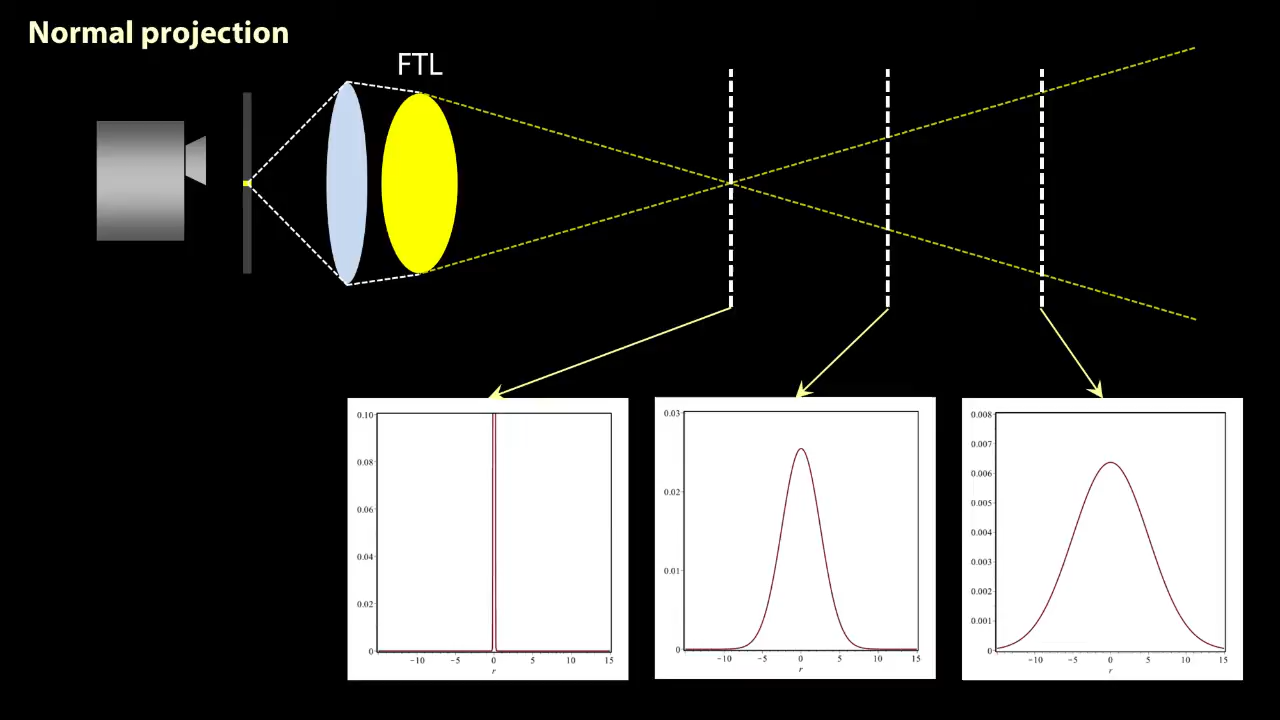 Normal projection
FTL
0.10
0.08
0.06
0.04
0.02
0
−10 −5 0 5 10 15
r
0.03
0.02
0.01
0
−10 −5 0 5 10 15
r
0.008
0.007
0.006
0.005
0.004
0.003
0.002
0.001
0
−10 −5 0 5 10 15
r